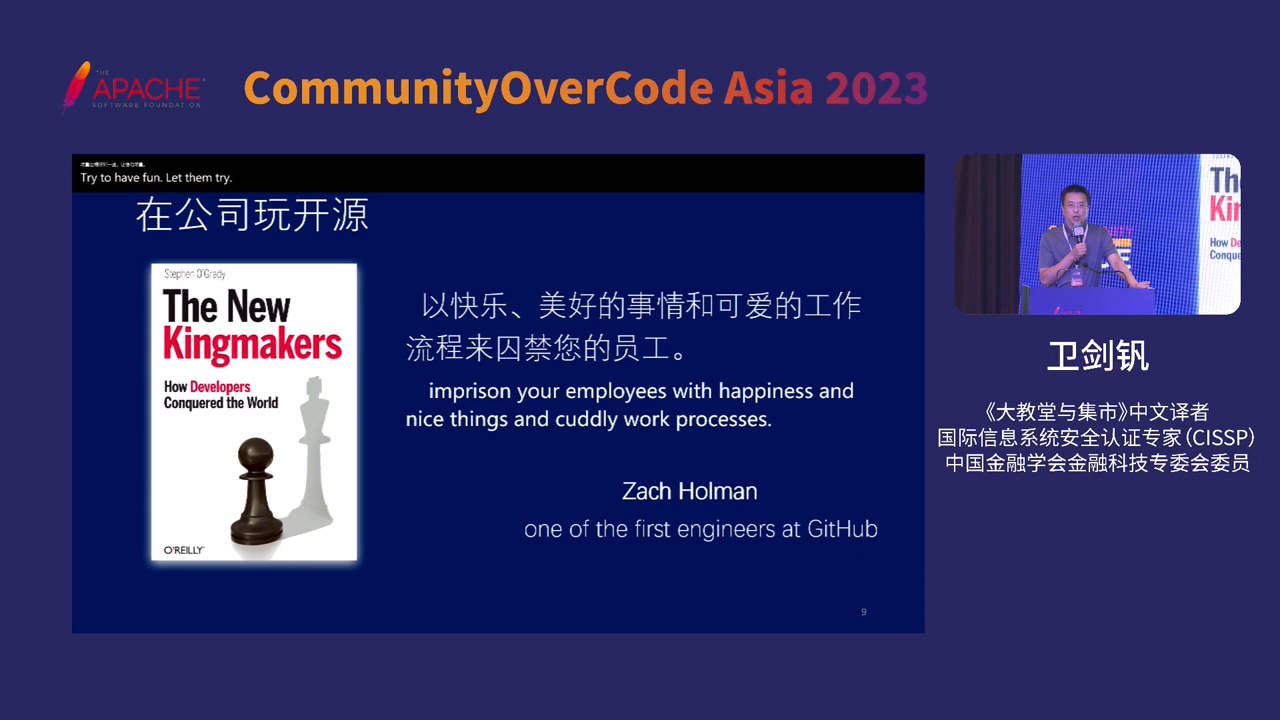 THE
APACHE
SOFTWARE FOUNDATION
CommunityOverCode Asia 2023
Try to have fun. Let them try.
在公司玩开源
Stephen O'Grady
The New
Kingmakers
How Developers
Conquered the World
O'REILLY
以快乐、美好的事情和可爱的工作
流程来囚禁您的员工。
imprison your employees with happiness and
nice things and cuddly work processes.
Zach Holman
one of the first engineers at GitHub
9
卫剑钒
《大教堂与集市》中文译者
国际信息系统安全认证专家(CISSP)
中国金融学会金融科技专委会委员